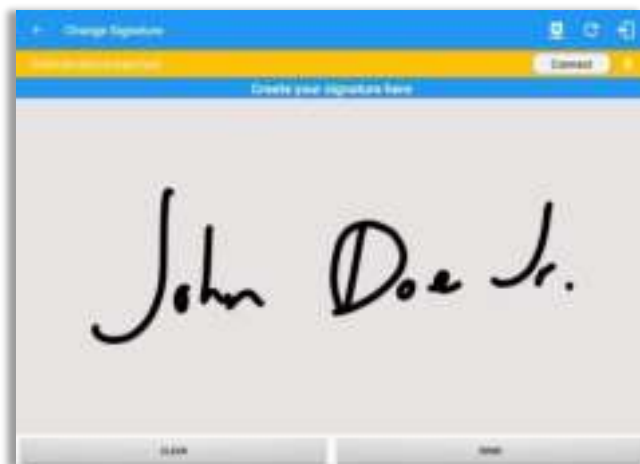 Change Signature
Connect
Create your signature here
John Doe Jr.
CLEAR